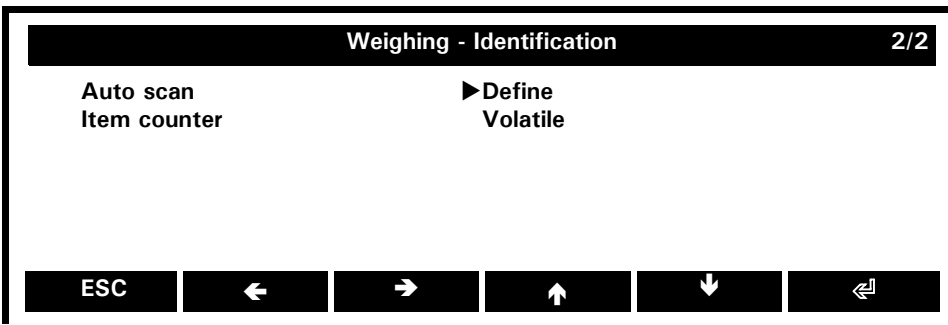 Weighing - Identification 2/2
Auto scan ▶Define
Item counter Volatile
ESC ← → ↑ ↓ ↵